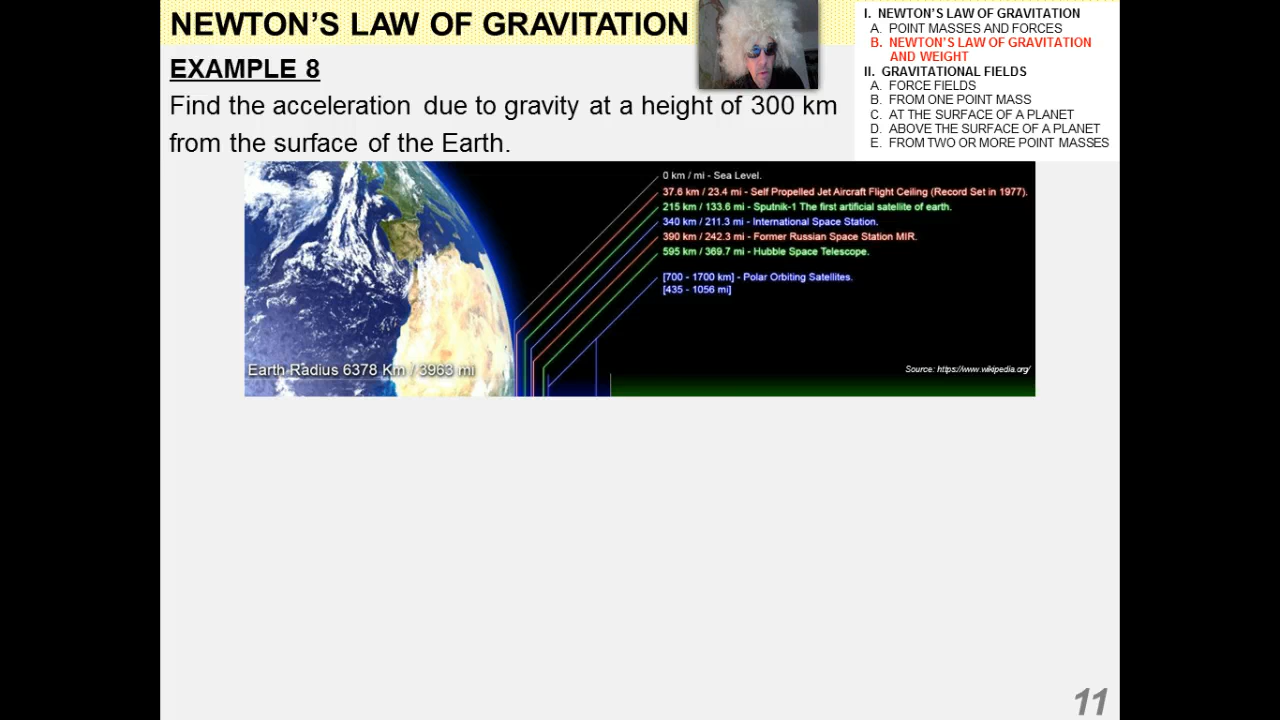 NEWTON'S LAW OF GRAVITATION
I. NEWTON'S LAW OF GRAVITATION
A. POINT MASSES AND FORCES
B. NEWTON'S LAW OF GRAVITATION
AND WEIGHT
II. GRAVITATIONAL FIELDS
A. FORCE FIELDS
B. FROM ONE POINT MASS
C. AT THE SURFACE OF A PLANET
D. ABOVE THE SURFACE OF A PLANET
E. FROM TWO OR MORE POINT MASSES
EXAMPLE 8
Find the acceleration due to gravity at a height of 300 km
from the surface of the Earth.
0 km / mi - Sea Level.
37.6 km / 23.4 mi - Self Propelled Jet Aircraft Flight Ceiling (Record Set in 1977).
215 km / 133.6 mi - Sputnik-1 The first artificial satellite of earth.
340 km / 211.3 mi - International Space Station.
390 km / 242.3 mi - Former Russian Space Station MIR.
595 km / 369.7 mi - Hubble Space Telescope.
[700 - 1700 km] - Polar Orbiting Satellites.
[435 - 1056 mi]
Earth Radius 6378 Km / 3963 mi
Source: https://www.wikipedia.org/
11